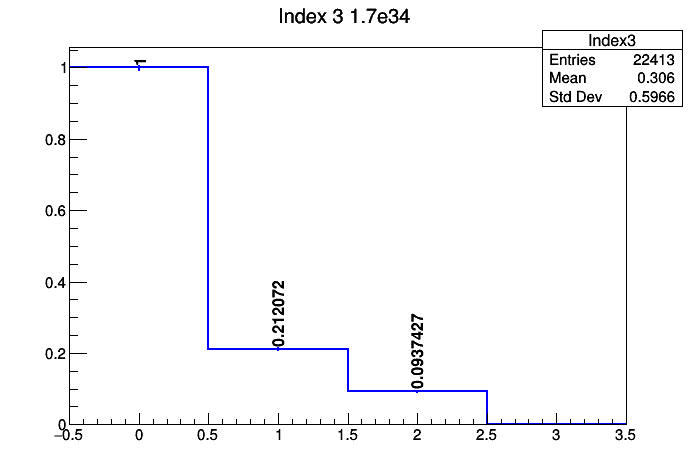 Index 3 1.7e34
Index3
Entries 22413
Mean 0.306
Std Dev 0.5966
1
0.8
0.6
0.4
0.2
0
1
0.212072
0.0937427
−0.5 0 0.5 1 1.5 2 2.5 3 3.5